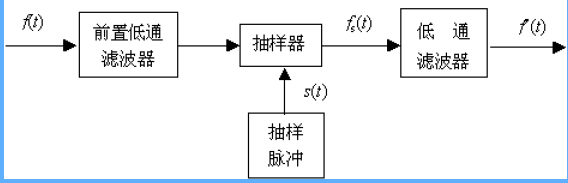 f(t)
前置低通
滤波器
抽样器
fs(t)
低 通
滤波器
f'(t)
s(t)
抽样
脉冲